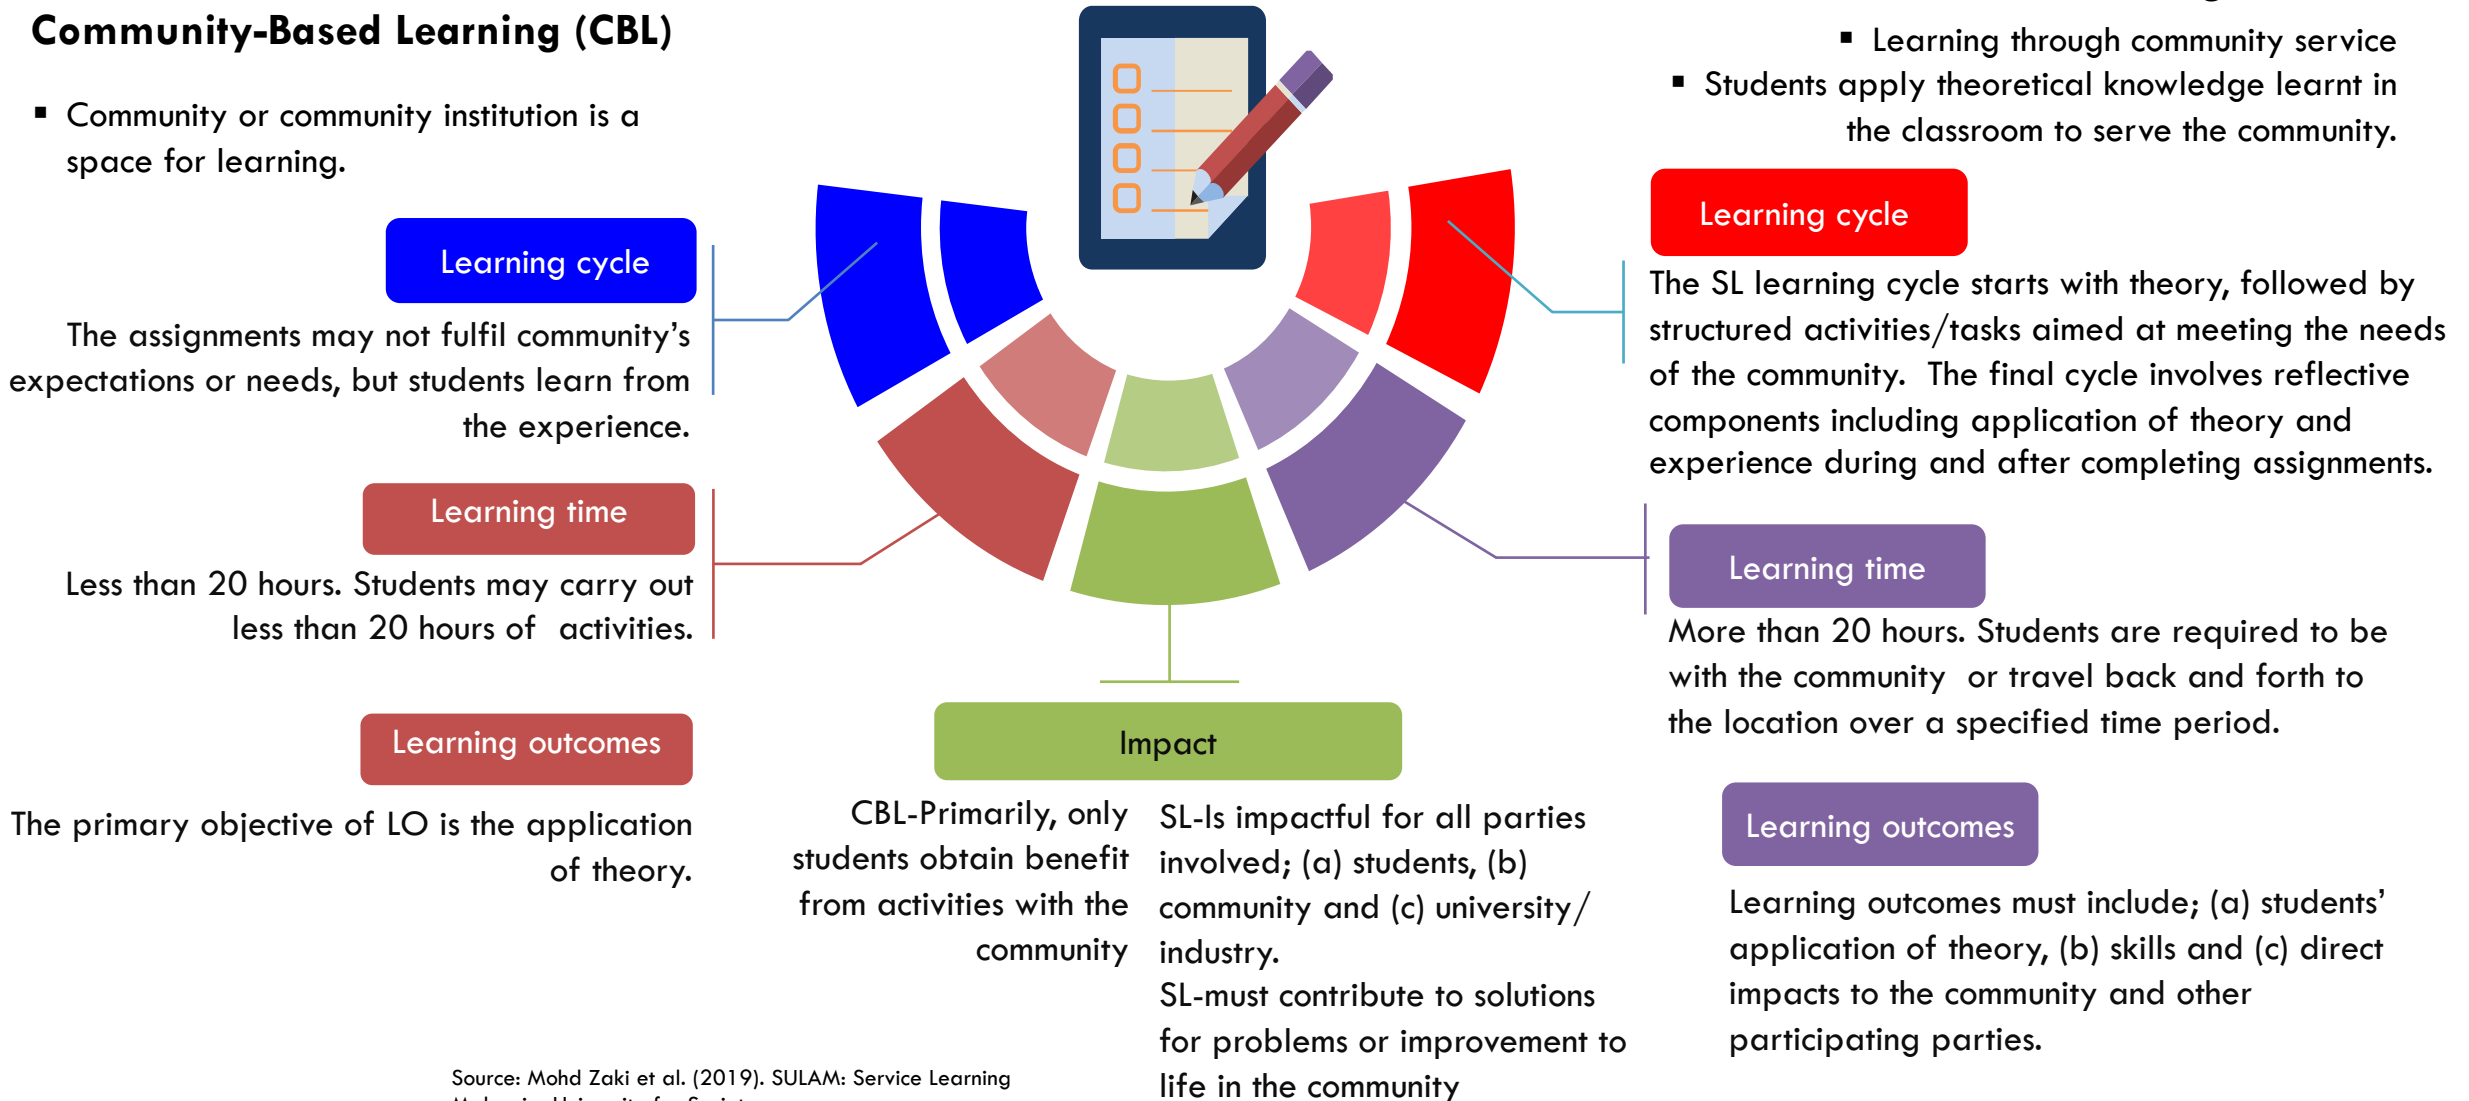 Community-Based Learning (CBL)
▪ Community or community institution is a
space for learning.
Learning cycle
The assignments may not fulfil community’s
expectations or needs, but students learn from
the experience.
Learning time
Less than 20 hours. Students may carry out
less than 20 hours of activities.
Learning outcomes
The primary objective of LO is the application
of theory.
Impact
CBL-Primarily, only
students obtain benefit
from activities with the
community
SL-Is impactful for all parties
involved; (a) students, (b)
community and (c) university/
industry.
SL-must contribute to solutions
for problems or improvement to
life in the community
▪ Learning through community service
▪ Students apply theoretical knowledge learnt in
the classroom to serve the community.
Learning cycle
The SL learning cycle starts with theory, followed by
structured activities/tasks aimed at meeting the needs
of the community. The final cycle involves reflective
components including application of theory and
experience during and after completing assignments.
Learning time
More than 20 hours. Students are required to be
with the community or travel back and forth to
the location over a specified time period.
Learning outcomes
Learning outcomes must include; (a) students’
application of theory, (b) skills and (c) direct
impacts to the community and other
participating parties.
Source: Mohd Zaki et al. (2019). SULAM: Service Learning